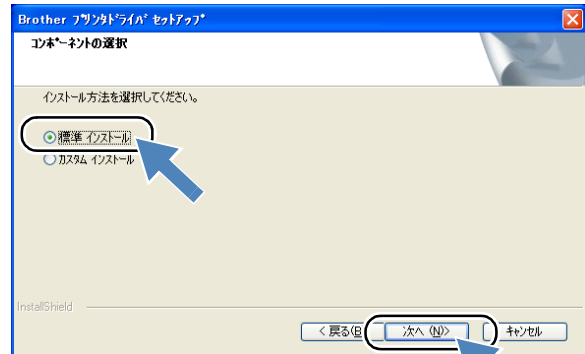 Brother プリンタドライバ セットアップ
コンポーネントの選択
インストール方法を選択してください。
標準 インストール
カスタム インストール
InstallShield
< 戻る(B
次へ (N)>
キャンセル